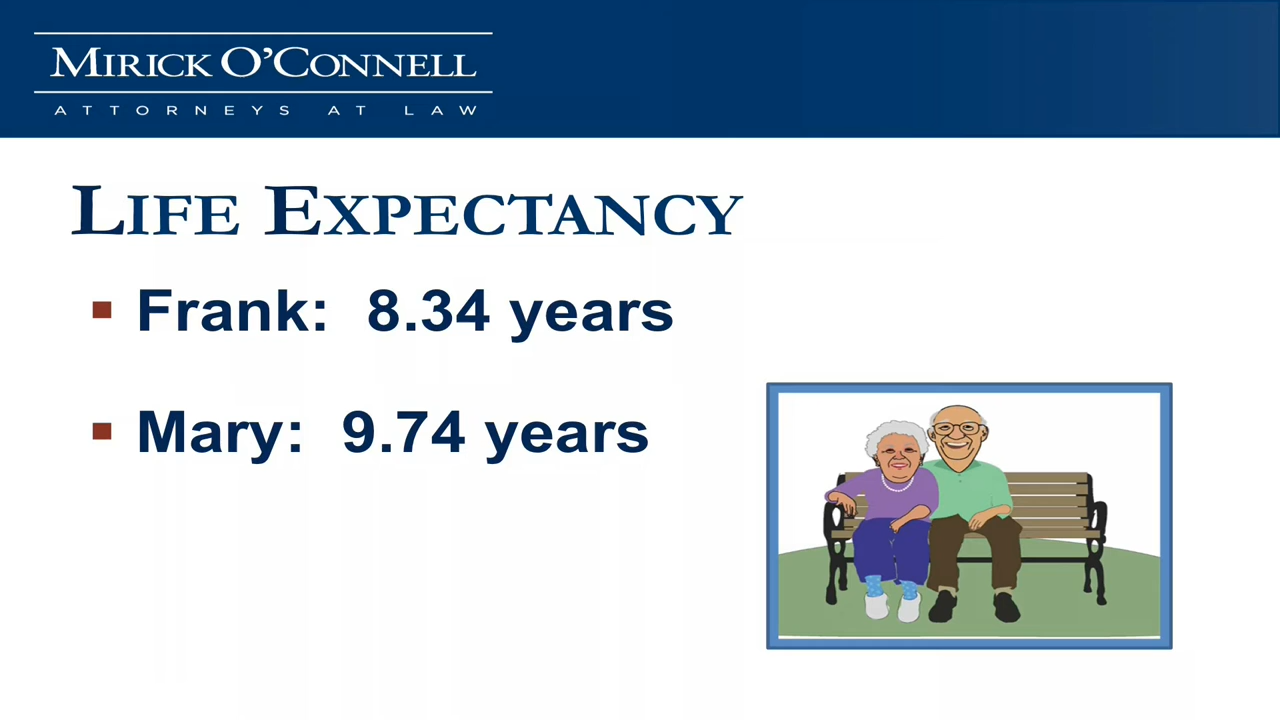 MIRICK O'CONNELL
ATTORNEYS AT LAW
LIFE EXPECTANCY
Frank: 8.34 years
Mary: 9.74 years